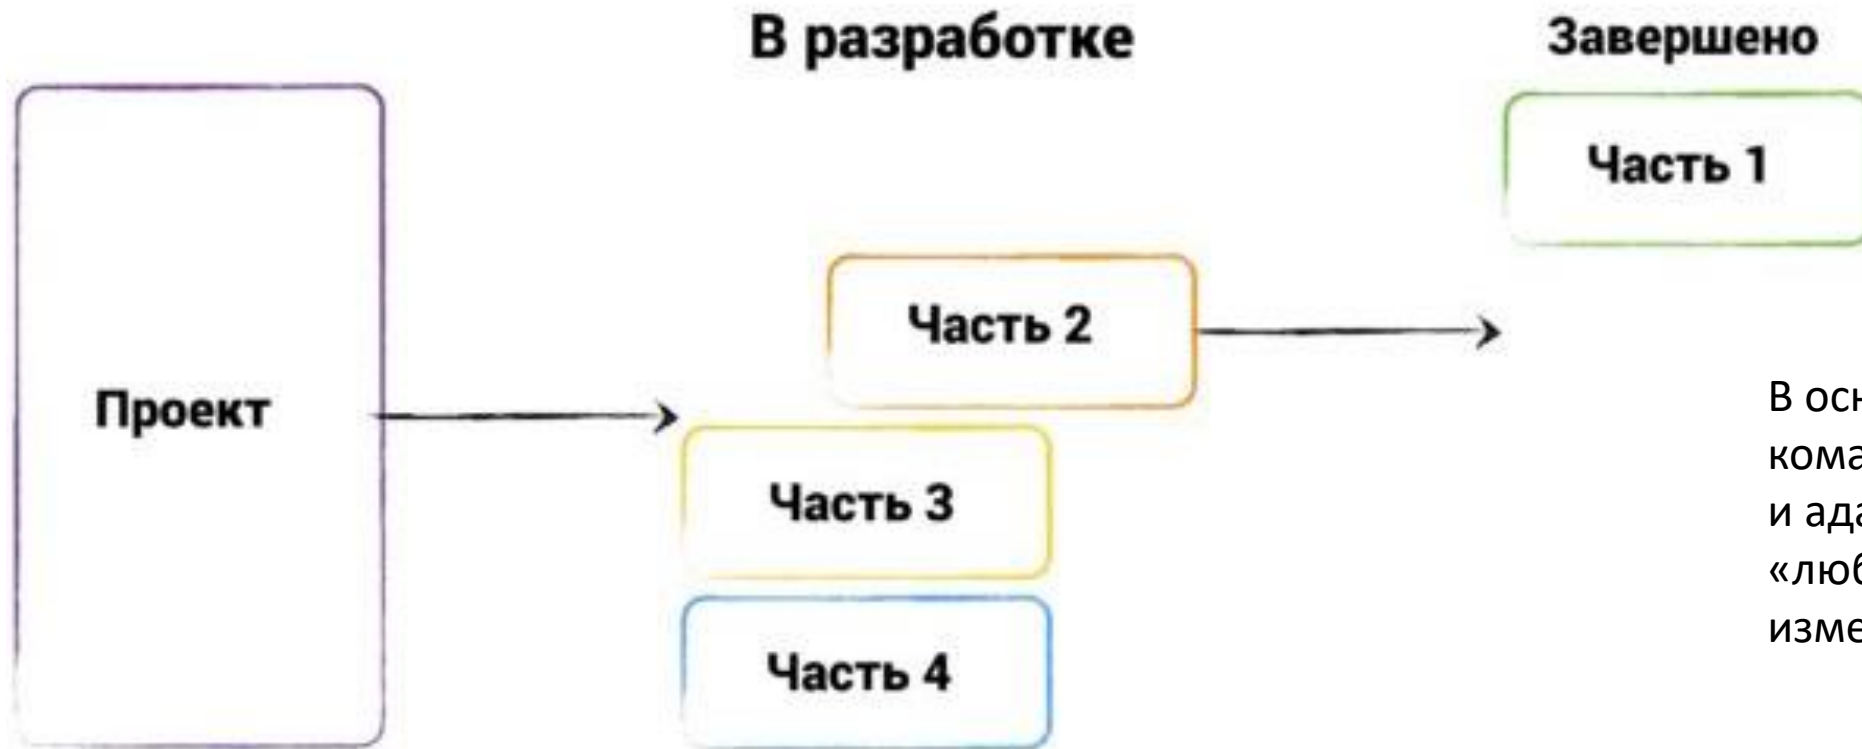 В разработке
Завершено
Часть 1
Часть 2
Проект
Часть 3
Часть 4
и